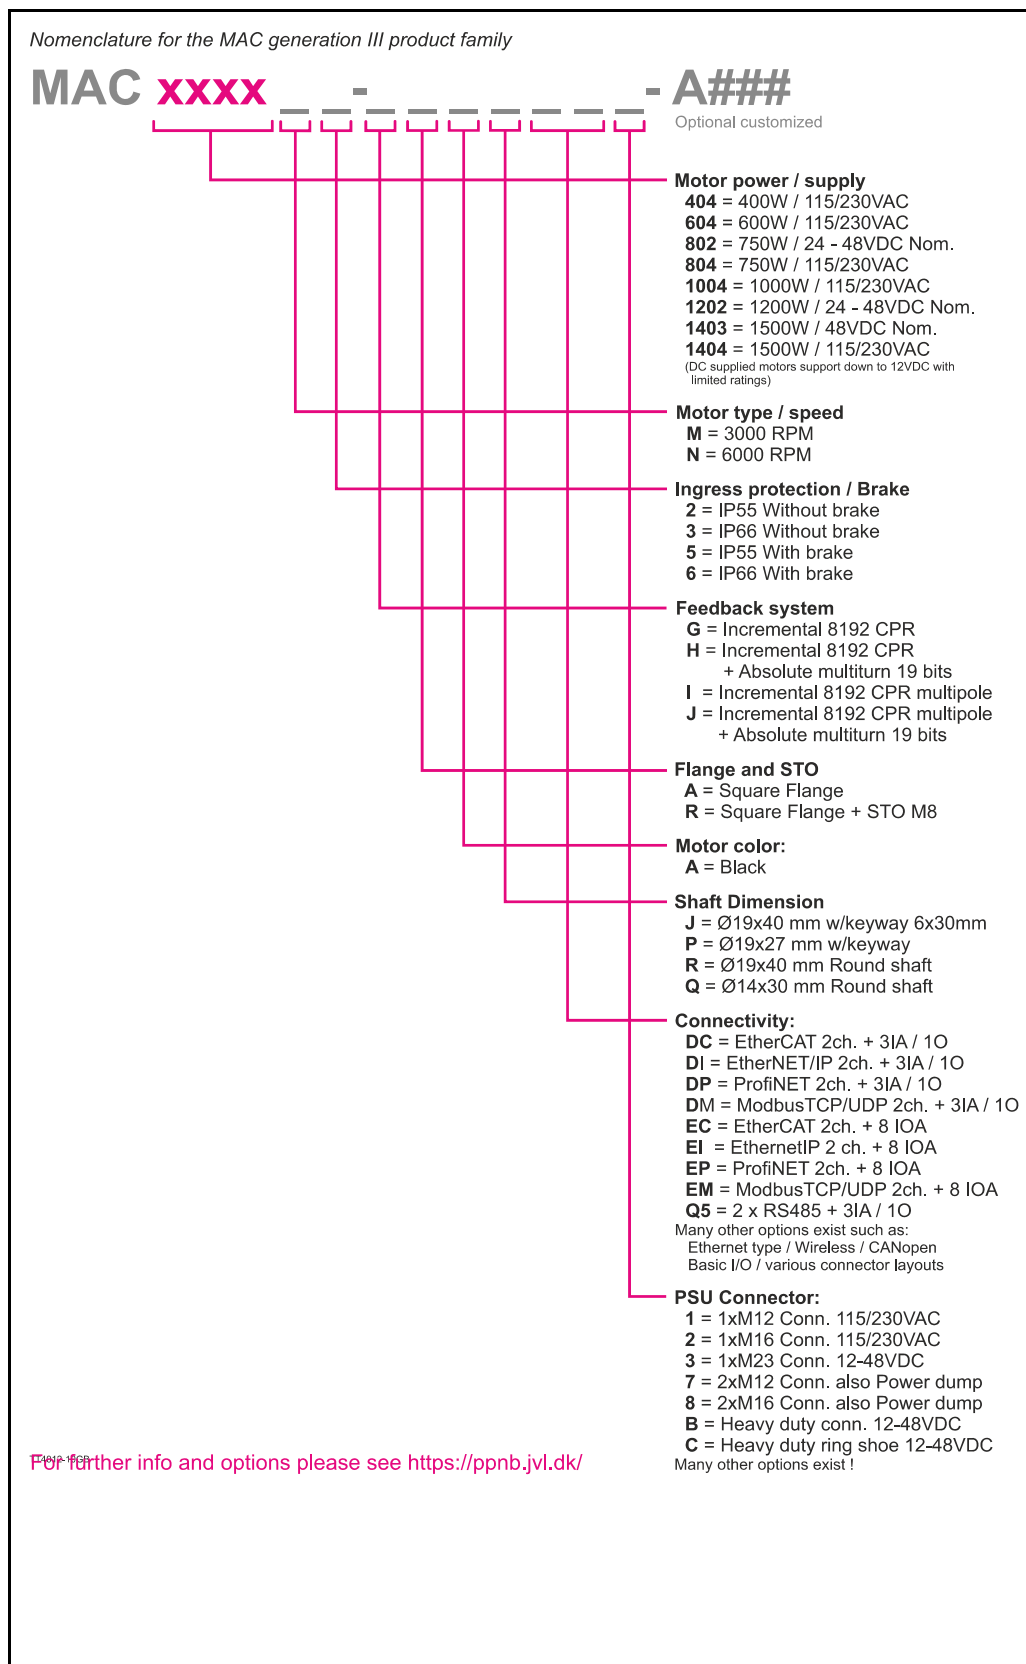 Nomenclature for the MAC generation III product family
MAC xxxx _ _ - _ _ _ _ _ _ _ - A###
Optional customized
Motor power / supply
404 = 400W / 115/230VAC
604 = 600W / 115/230VAC
802 = 750W / 24 - 48VDC Nom.
804 = 750W / 115/230VAC
1004 = 1000W / 115/230VAC
1202 = 1200W / 24 - 48VDC Nom.
1403 = 1500W / 48VDC Nom.
1404 = 1500W / 115/230VAC
(DC supplied motors support down to 12VDC with
limited ratings)
Motor type / speed
M = 3000 RPM
N = 6000 RPM
Ingress protection / Brake
2 = IP55 Without brake
3 = IP66 Without brake
5 = IP55 With brake
6 = IP66 With brake
Feedback system
G = Incremental 8192 CPR
H = Incremental 8192 CPR
+ Absolute multiturn 19 bits
I = Incremental 8192 CPR multipole
J = Incremental 8192 CPR multipole
+ Absolute multiturn 19 bits
Flange and STO
A = Square Flange
R = Square Flange + STO M8
Motor color:
A = Black
Shaft Dimension
J = Ø19x40 mm w/keyway 6x30mm
P = Ø19x27 mm w/keyway
R = Ø19x40 mm Round shaft
Q = Ø14x30 mm Round shaft
Connectivity:
DC = EtherCAT 2ch. + 3IA / 1O
DI = EtherNET/IP 2ch. + 3IA / 1O
DP = ProfiNET 2ch. + 3IA / 1O
DM = ModbusTCP/UDP 2ch. + 3IA / 1O
EC = EtherCAT 2ch. + 8 IOA
EI = EthernetIP 2 ch. + 8 IOA
EP = ProfiNET 2ch. + 8 IOA
EM = ModbusTCP/UDP 2ch. + 8 IOA
Q5 = 2 x RS485 + 3IA / 1O
Many other options exist such as:
Ethernet type / Wireless / CANopen
Basic I/O / various connector layouts
PSU Connector:
1 = 1xM12 Conn. 115/230VAC
2 = 1xM16 Conn. 115/230VAC
3 = 1xM23 Conn. 12-48VDC
7 = 2xM12 Conn. also Power dump
8 = 2xM16 Conn. also Power dump
B = Heavy duty conn. 12-48VDC
C = Heavy duty ring shoe 12-48VDC
Many other options exist !
For further info and options please see https://ppnb.jvl.dk/